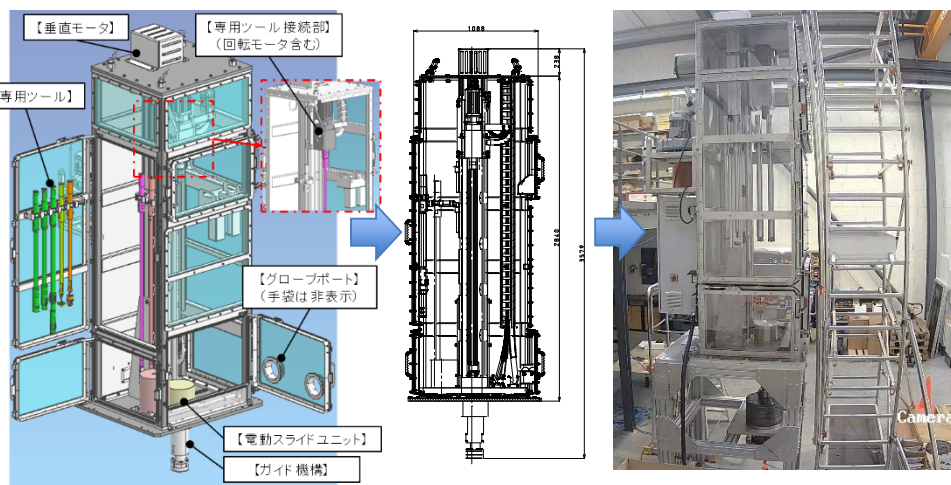 【垂直モータ】
【専用ツール接続部】
(回転モータ含む)
専用ツール】
【グローブポート】
(手袋は非表示)
【電動スライドユニット】
【ガイド機構】
1088
238
2840
3579
Camera